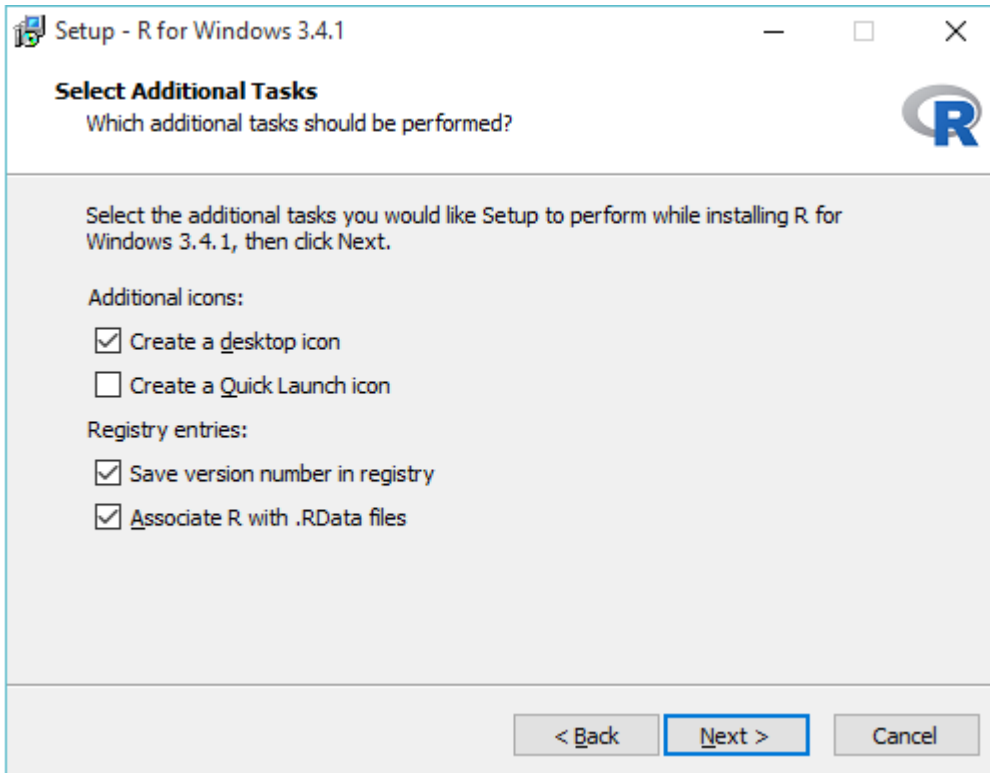 Setup - R for Windows 3.4.1
Select Additional Tasks
Which additional tasks should be performed?
R
Select the additional tasks you would like Setup to perform while installing R for
Windows 3.4.1, then click Next.
Additional icons:
Create a desktop icon
Create a Quick Launch icon
Registry entries:
Save version number in registry
Associate R with .RData files
< Back Next > Cancel